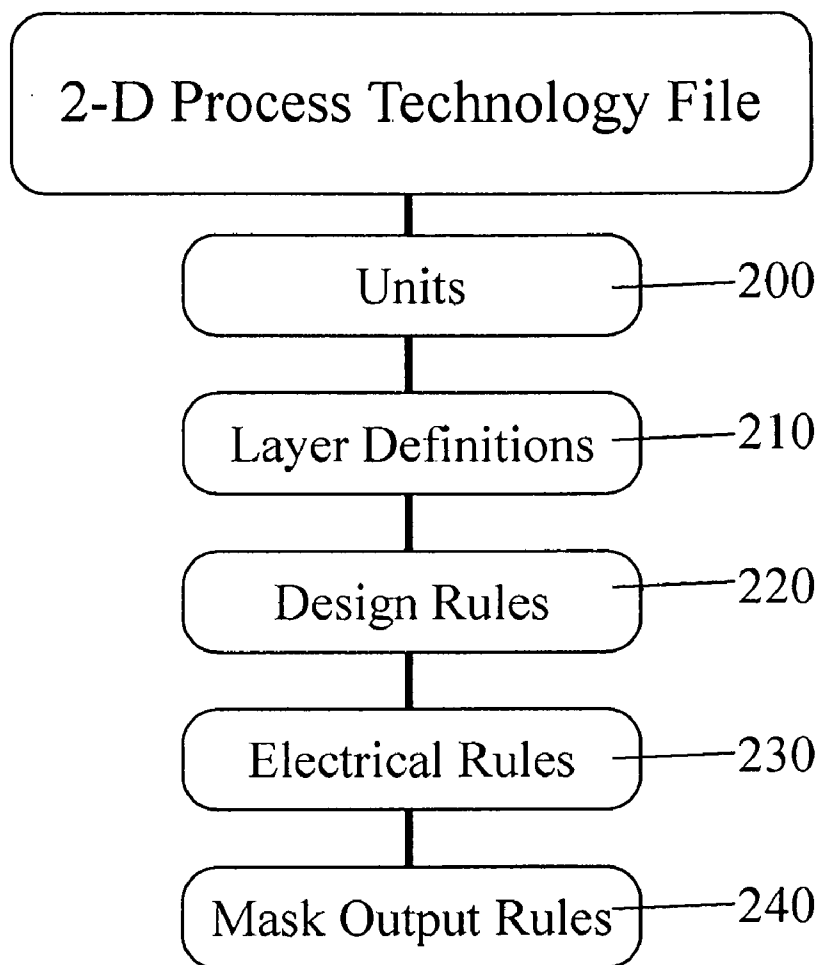 2-D Process Technology File
Units
200
Layer Definitions
210
Design Rules
220
Electrical Rules
230
Mask Output Rules
240